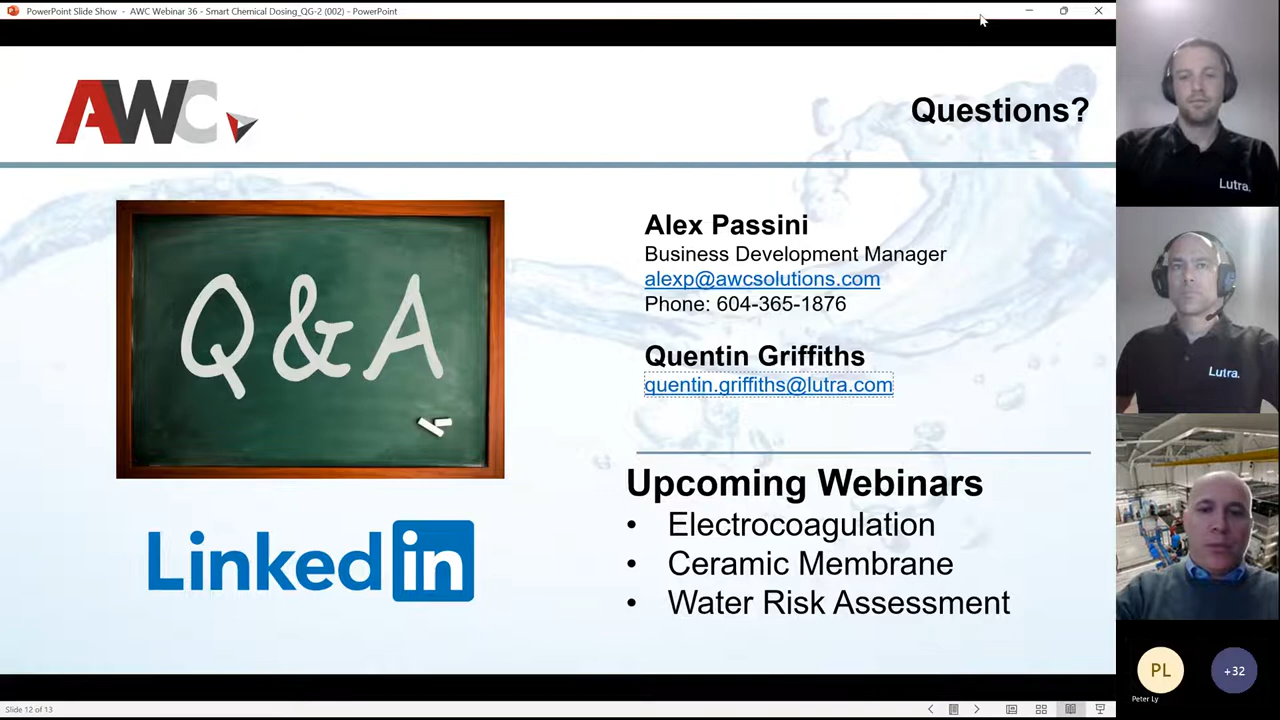 PowerPoint Slide Show - AWC Webinar 36 - Smart Chemical Dosing_QG-2 (002) - PowerPoint
AWC
Questions?
Q&A
Alex Passini
Business Development Manager
alexp@awcsolutions.com
Phone: 604-365-1876
Quentin Griffiths
quentin.griffiths@lutra.com
Upcoming Webinars
• Electrocoagulation
• Ceramic Membrane
• Water Risk Assessment
Linked in
Lutra.
Lutra.
PL
+32
Peter Ly
Slide 12 of 13